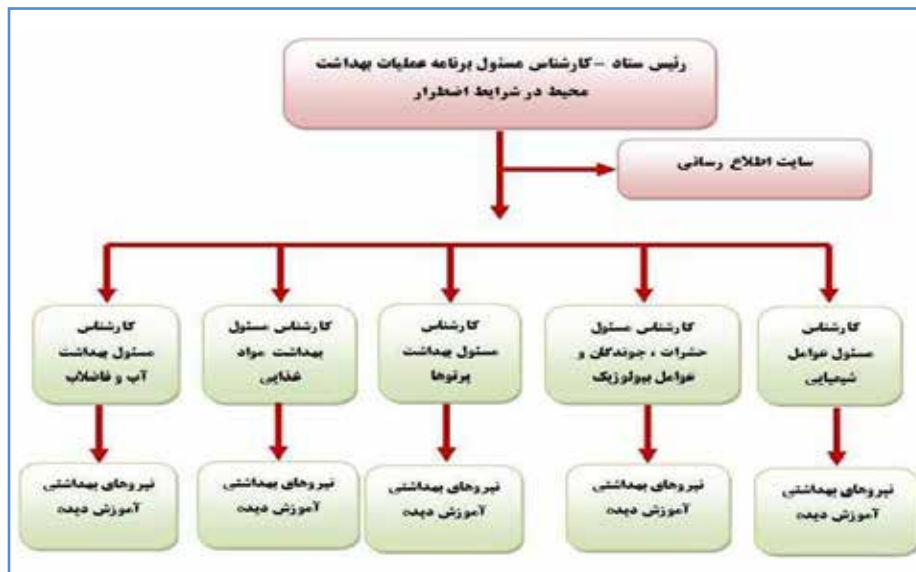 رئیس ستاد - کارشناس مسئول برنامه عملیات بهداشت
محیط در شرایط اضطرار
سایت اطلاع رسانی
کارشناس
مسئول عوامل
شیمیایی
کارشناس مسئول
حشرات ، جوندگان و
عوامل بیولوژیک
کارشناس
مسئول بهداشت
پرتوها
کارشناس مسئول
بهداشت مواد
غذایی
کارشناس
مسئول بهداشت
آب و فاضلاب
نیروهای بهداشتی
آموزش دیده
نیروهای بهداشتی
آموزش دیده
نیروهای بهداشتی
آموزش دیده
نیروهای بهداشتی
آموزش دیده
نیروهای بهداشتی
آموزش دیده